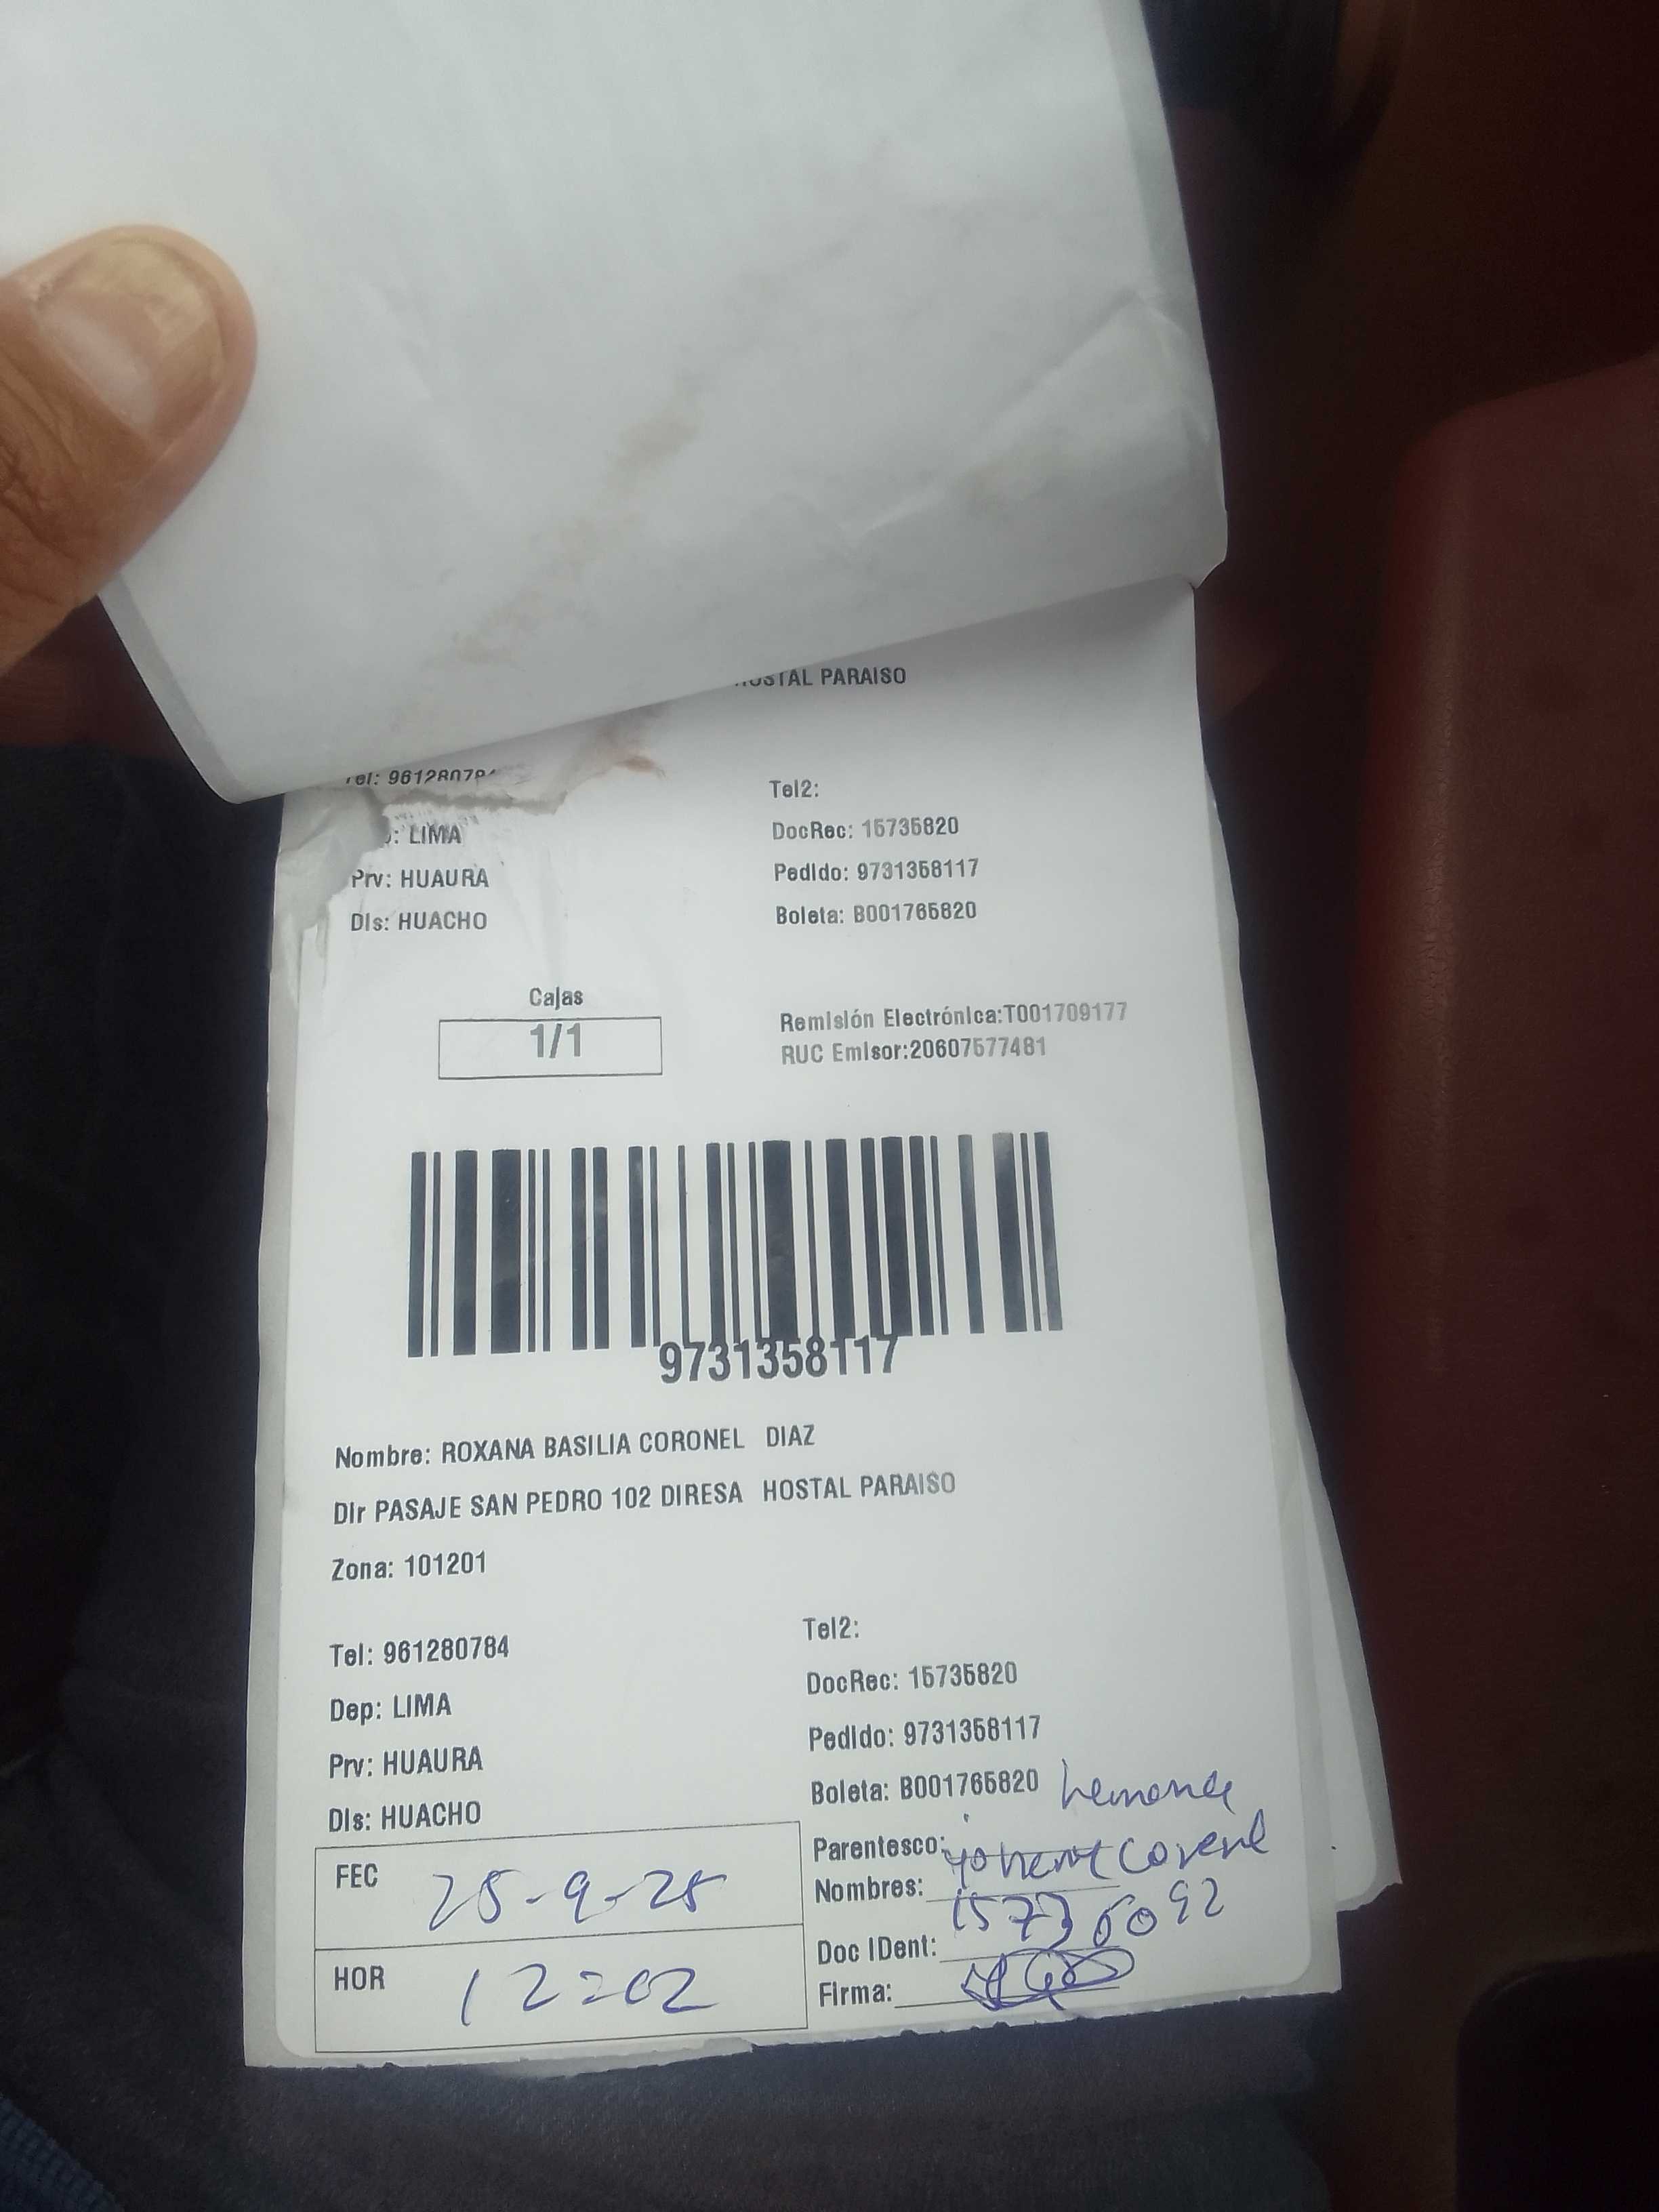 HOSTAL PARAISO
Tel: 96128078
Tel2:
: LIMA
DocRec: 15735820
Prv: HUAURA
Pedido: 9731358117
Dis: HUACHO
Boleta: B001765820
Cajas
1/1
Remisión Electrónica:T001709177
RUC Emisor:20607577481
9731358117
Nombre: ROXANA BASILIA CORONEL DIAZ
Dir PASAJE SAN PEDRO 102 DIRESA HOSTAL PARAISO
Zona: 101201
Tel: 961280784
Tel2:
Dep: LIMA
DocRec: 15735820
Prv: HUAURA
Pedido: 9731358117
Dis: HUACHO
Boleta: B001765820
Parentesco:
Nombres:
Doc IDent:
Firma:
FEC 25-9-25
HOR 12:02